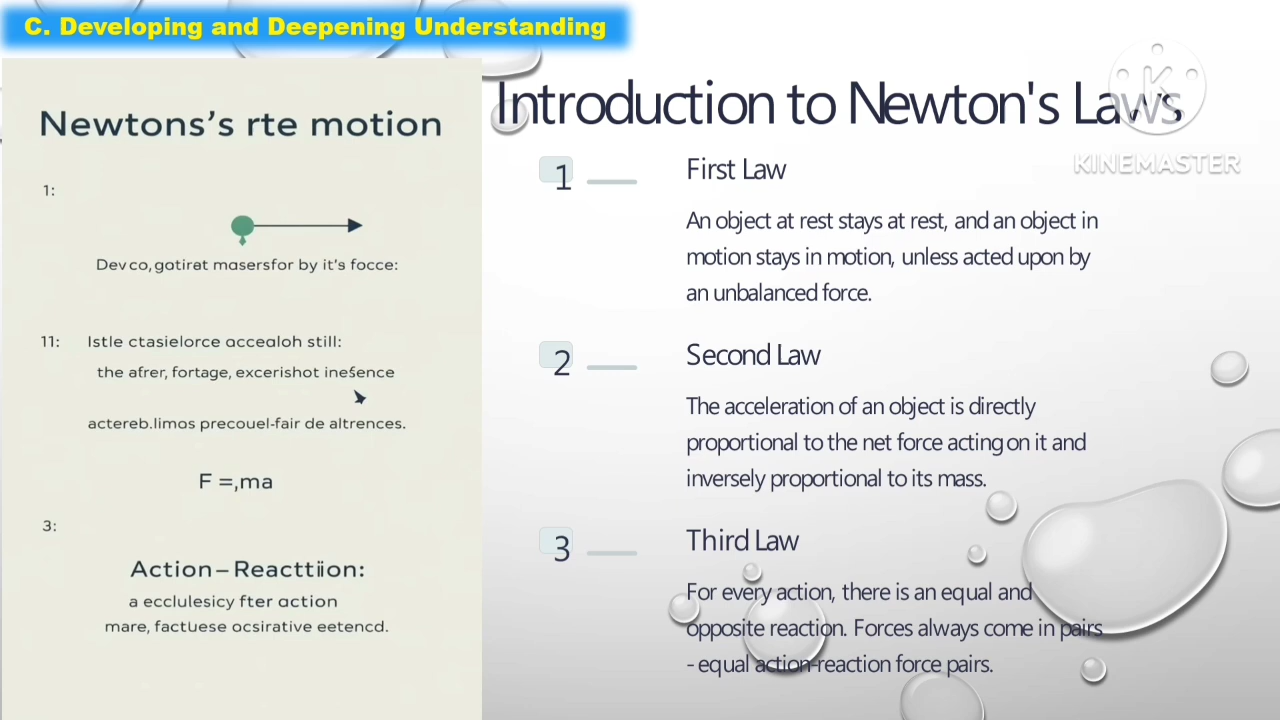 C. Developing and Deepening Understanding
Newtons's rte motion
1:
Dev co, gatirat masersfor by it's focce:
11: Istle ctasielorce accealoh still:
the afrer, fortage, excerishot inefence
actereb.limos precouel-fair de altrences.
F =,ma
3:
Action–Reacttiion:
a ecclulesicy fter action
mare, factuese ocsirative eetencd.
Introduction to Newton's Laws
KINEMASTER
1 First Law
An object at rest stays at rest, and an object in
motion stays in motion, unless acted upon by
an unbalanced force.
2 Second Law
The acceleration of an object is directly
proportional to the net force acting on it and
inversely proportional to its mass.
3 Third Law
For every action, there is an equal and
opposite reaction. Forces always come in pairs
- equal action-reaction force pairs.